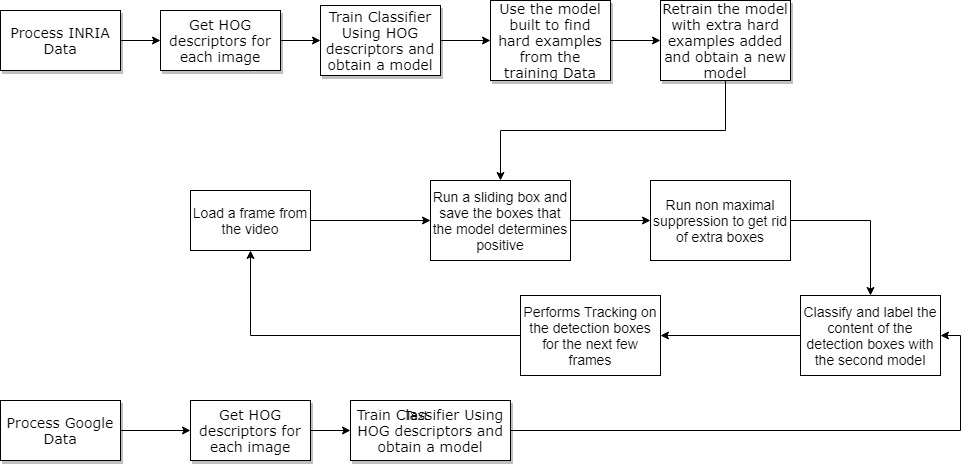 Process INRIA
Data
Get HOG
descriptors for
each image
Train Classifier
Using HOG
descriptors and
obtain a model
Use the model
built to find
hard examples
from the
training Data
Retrain the model
with extra hard
examples added
and obtain a new
model
Load a frame from
the video
Run a sliding box and
save the boxes that
the model determines
positive
Run non maximal
suppression to get rid
of extra boxes
Performs Tracking on
the detection boxes
for the next few
frames
Classify and label the
content of the
detection boxes with
the second model
Process Google
Data
Get HOG
descriptors for
each image
Train Classifier Using
HOG descriptors and
obtain a model